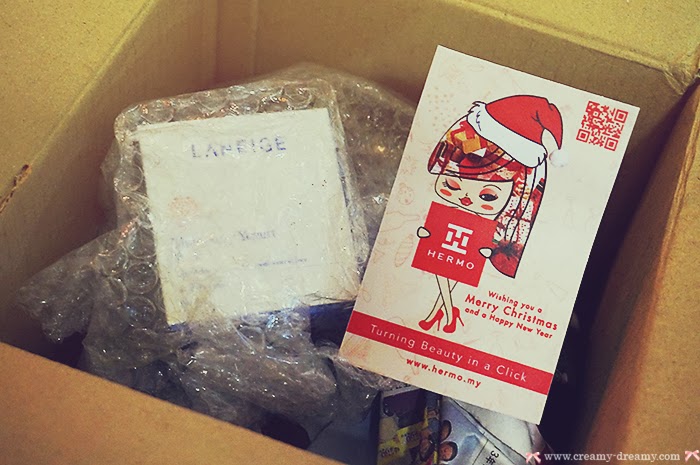 LANEIGE
HERMO
Wishing you a
Merry Christmas
and a Happy New Year
Turning Beauty in a Click
www.hermo.my
www.creamy-dreamy.com